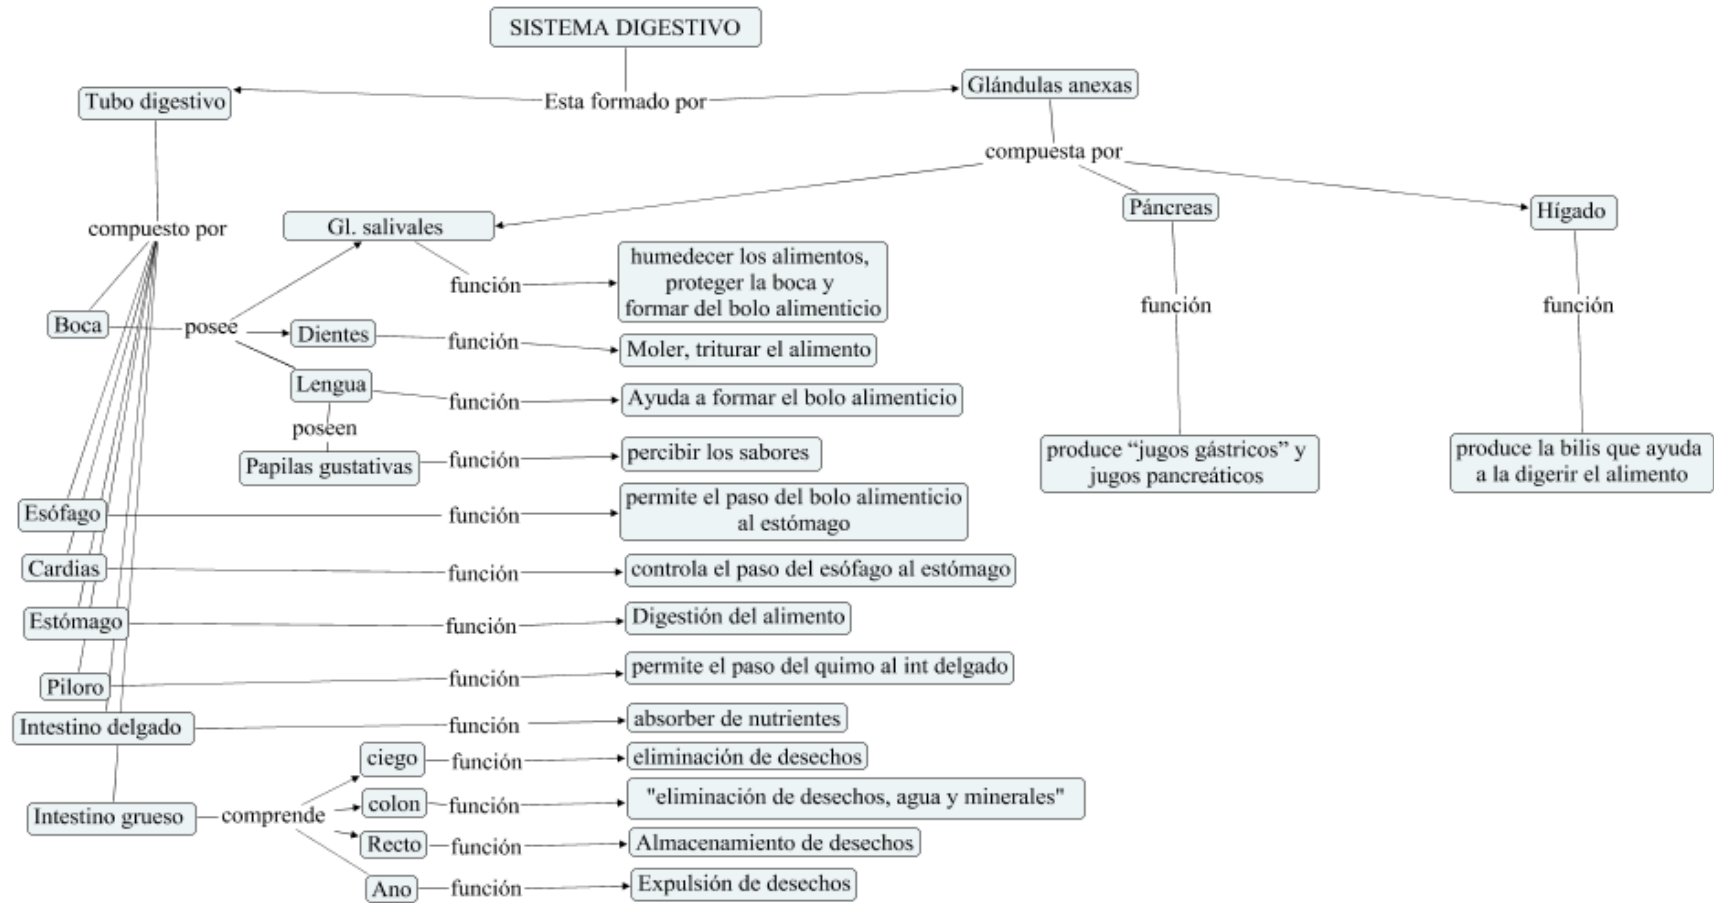 SISTEMA DIGESTIVO
Tubo digestivo
Esta formado por
Glándulas anexas
compuesta por
compuesto por
Gl. salivales
Páncreas
Hígado
humedecer los alimentos,
proteger la boca y
formar del bolo alimenticio
función
función
función
Boca
posee
Dientes
función
Moler, triturar el alimento
Lengua
función
Ayuda a formar el bolo alimenticio
poseen
Papilas gustativas
función
percibir los sabores
produce “jugos gástricos” y
jugos pancreáticos
produce la bilis que ayuda
a la digerir el alimento
Esófago
función
permite el paso del bolo alimenticio
al estómago
Cardias
función
controla el paso del esófago al estómago
Estómago
función
Digestión del alimento
Piloro
función
permite el paso del quimo al int delgado
Intestino delgado
función
absorber de nutrientes
ciego
función
eliminación de desechos
Intestino grueso
comprende
colon
función
"eliminación de desechos, agua y minerales"
Recto
función
Almacenamiento de desechos
Ano
función
Expulsión de desechos